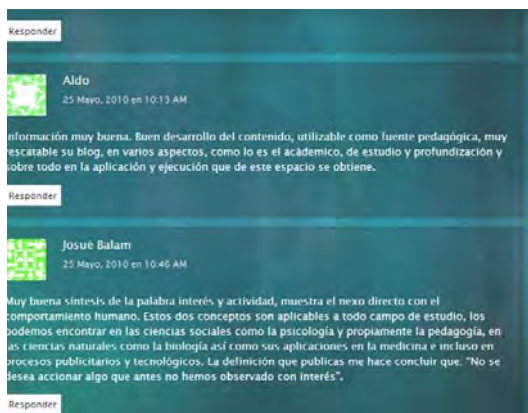 Responder
Aldo
25 Mayo, 2010 en 10:13 AM
Información muy buena. Buen desarrollo del contenido, utilizable como fuente pedagógica, muy
rescatable su blog, en varios aspectos, como lo es el acádemico, de estudio y profundización y
sobre todo en la aplicación y ejecución que de este espacio se obtiene.
Responder
Josué Balam
25 Mayo, 2010 en 10:46 AM
Muy buena síntesis de la palabra interés y actividad, muestra el nexo directo con el
comportamiento humano. Estos dos conceptos son aplicables a todo campo de estudio, los
podemos encontrar en las ciencias sociales como la psicología y propiamente la pedagogía, en
las ciencias naturales como la biología así como sus aplicaciones en la medicina e incluso en
procesos publicitarios y tecnológicos. La definición que publicas me hace concluir que, "No se
desea accionar algo que antes no hemos observado con interés".
Responder